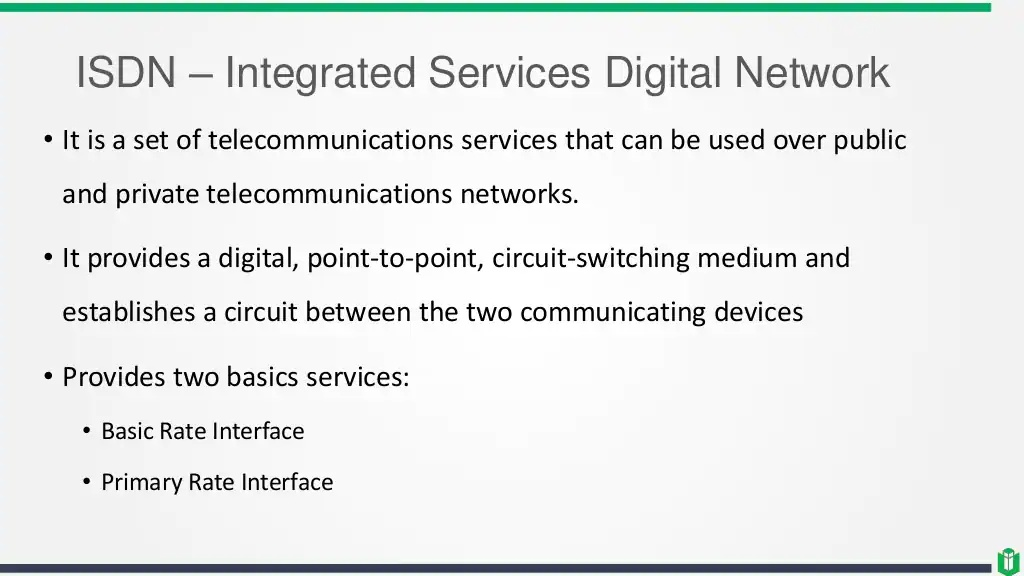 ISDN – Integrated Services Digital Network
• It is a set of telecommunications services that can be used over public
and private telecommunications networks.
• It provides a digital, point-to-point, circuit-switching medium and
establishes a circuit between the two communicating devices
• Provides two basics services:
• Basic Rate Interface
• Primary Rate Interface